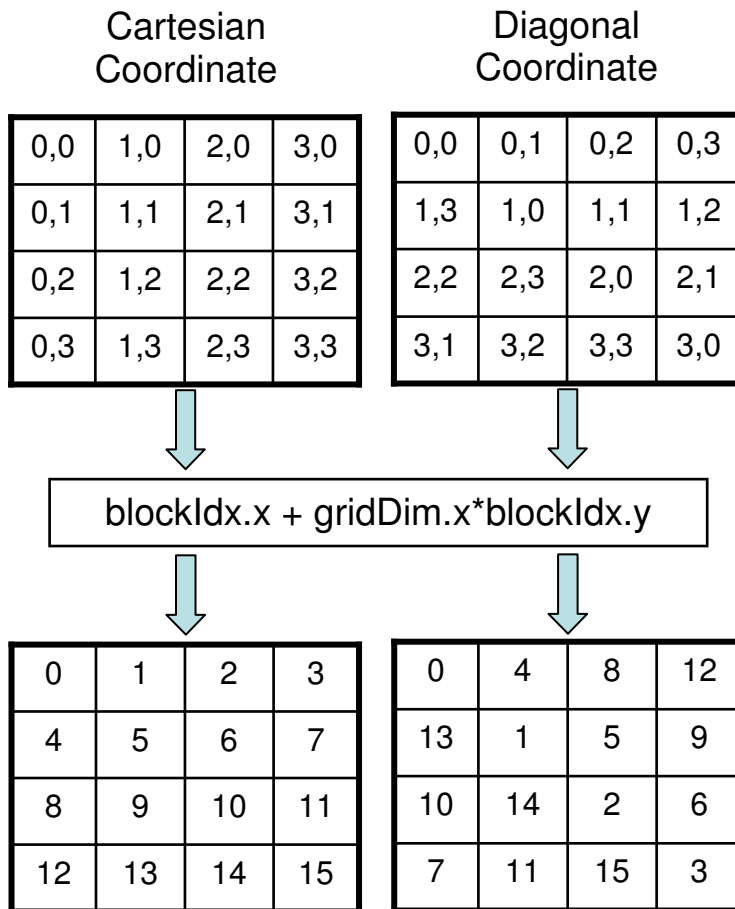 Cartesian
Coordinate
Diagonal
Coordinate
0,0 1,0 2,0 3,0
0,1 1,1 2,1 3,1
0,2 1,2 2,2 3,2
0,3 1,3 2,3 3,3
0,0 0,1 0,2 0,3
1,3 1,0 1,1 1,2
2,2 2,3 2,0 2,1
3,1 3,2 3,3 3,0
blockIdx.x + gridDim.x*blockIdx.y
0 1 2 3
4 5 6 7
8 9 10 11
12 13 14 15
0 4 8 12
13 1 5 9
10 14 2 6
7 11 15 3